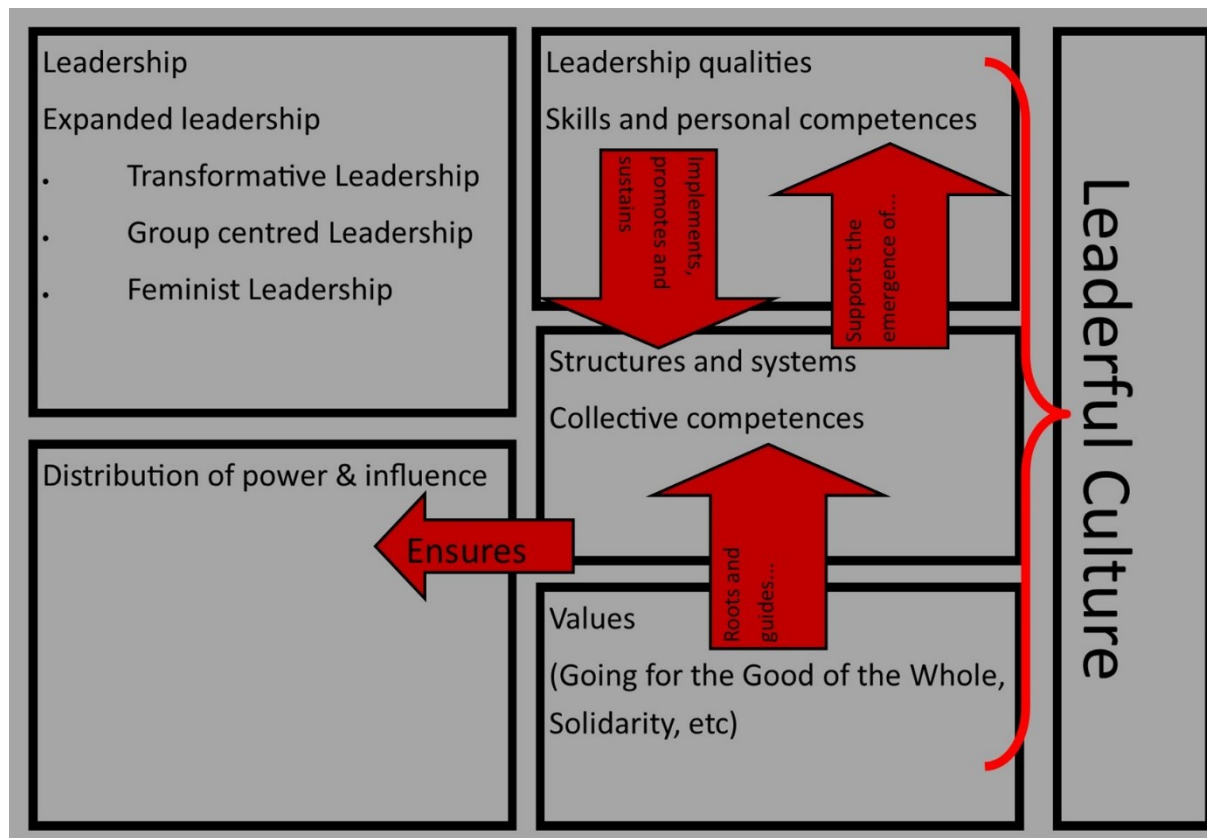 Leadership
Expanded leadership
• Transformative Leadership
• Group centred Leadership
• Feminist Leadership
Distribution of power & influence
Ensures
Leadership qualities
Skills and personal competences
Implements,
promotes and
sustains
Supports the
emergence of...
Structures and systems
Collective competences
Roots and
guides...
Values
(Going for the Good of the Whole,
Solidarity, etc)
Leaderful Culture